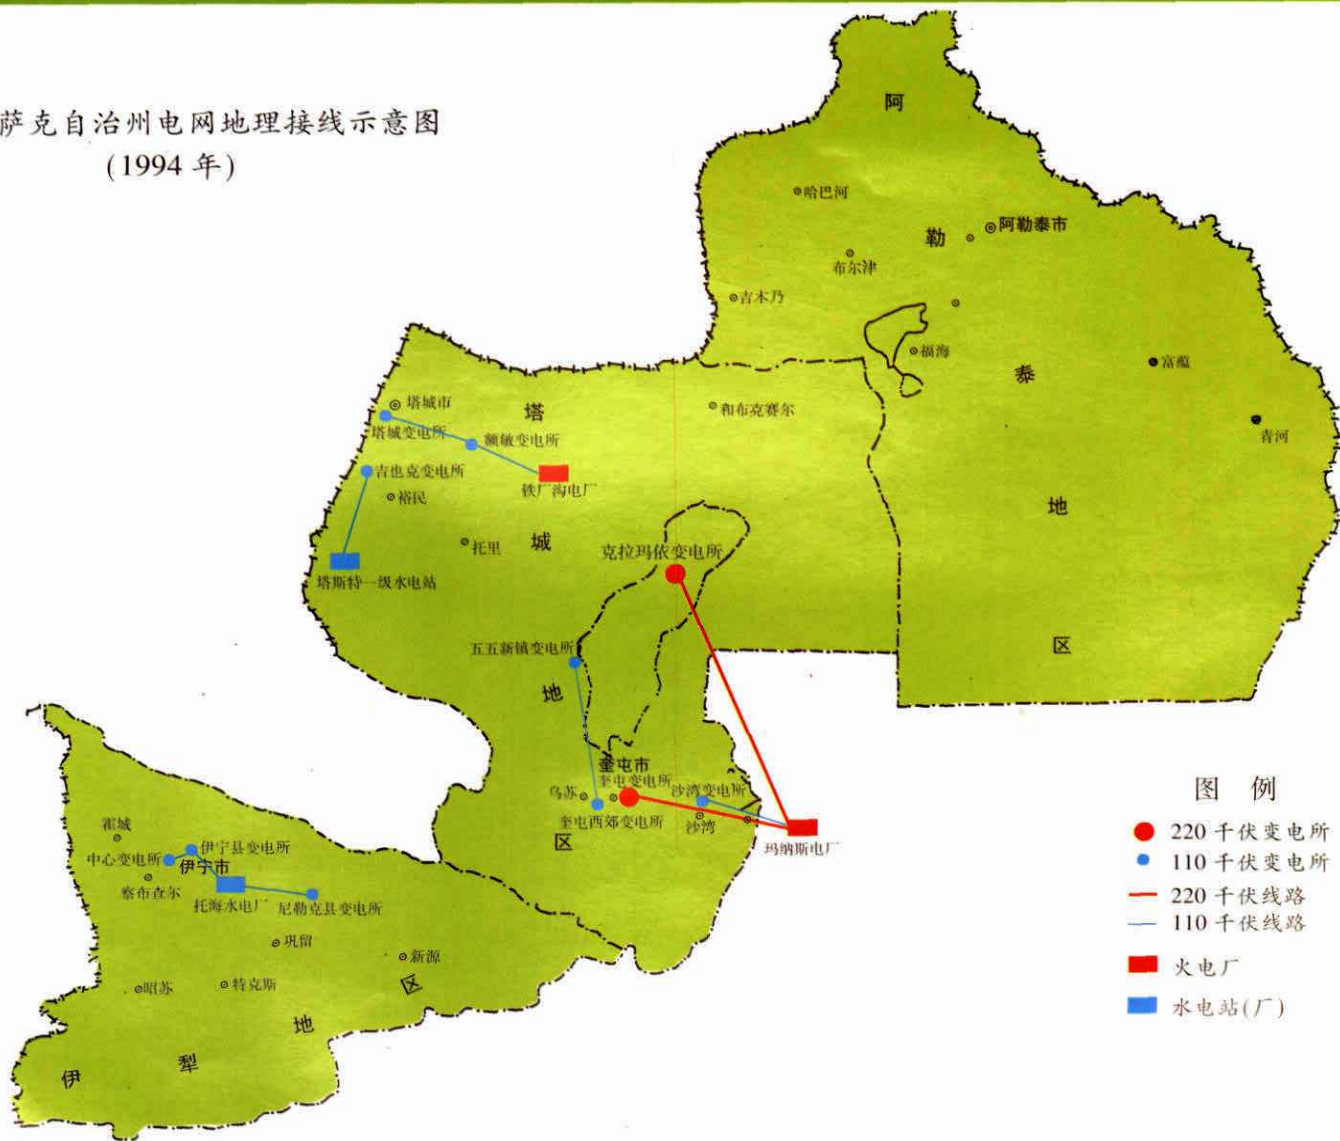 萨克自治州电网地理接线示意图
(1994 年)
阿
哈巴河
勒
阿勒泰市
布尔津
吉木乃
福海
泰
富蕴
塔城市
塔
和布克赛尔
塔城变电所
额敏变电所
青河
吉也克变电所
铁厂沟电厂
裕民
地
托里
城
克拉玛依变电所
塔斯特一级水电站
五五新镇变电所
区
地
奎屯市
奎屯变电所
乌苏
沙湾变电所
奎屯西郊变电所
沙湾
区
玛纳斯电厂
霍城
伊宁县变电所
中心变电所
伊宁市
察布查尔
托海水电厂
尼勒克县变电所
巩留
新源
昭苏
特克斯
区
地
犁
伊
图 例
220 千伏变电所
110 千伏变电所
220 千伏线路
110 千伏线路
火电厂
水电站(厂)